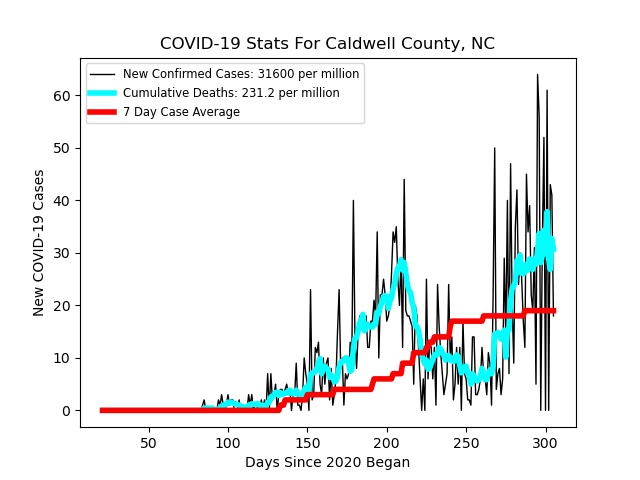 COVID-19 Stats For Caldwell County, NC
New Confirmed Cases: 31600 per million
Cumulative Deaths: 231.2 per million
7 Day Case Average
60
50
40
30
20
10
0
New COVID-19 Cases
50 100 150 200 250 300
Days Since 2020 Began